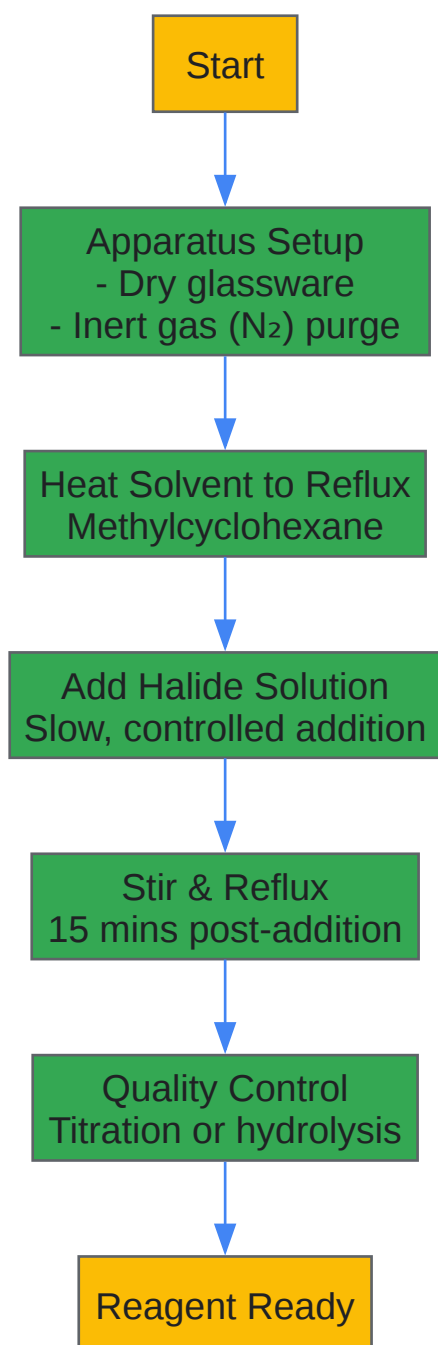 Start
Apparatus Setup
- Dry glassware
- Inert gas (N₂) purge
Heat Solvent to Reflux
Methylcyclohexane
Add Halide Solution
Slow, controlled addition
Stir & Reflux
15 mins post-addition
Quality Control
Titration or hydrolysis
Reagent Ready